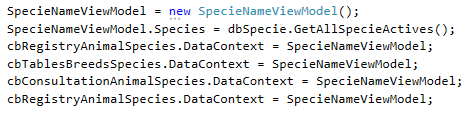 SpecieNameViewModel = new SpecieNameViewModel();
SpecieNameViewModel.Species = dbSpecie.GetAllSpecieActives();
cbRegistryAnimalSpecies.DataContext = SpecieNameViewModel;
cbTablesBreedsSpecies.DataContext = SpecieNameViewModel;
cbConsultationAnimalSpecies.DataContext = SpecieNameViewModel;
cbRegistryAnimalSpecies.DataContext = SpecieNameViewModel;